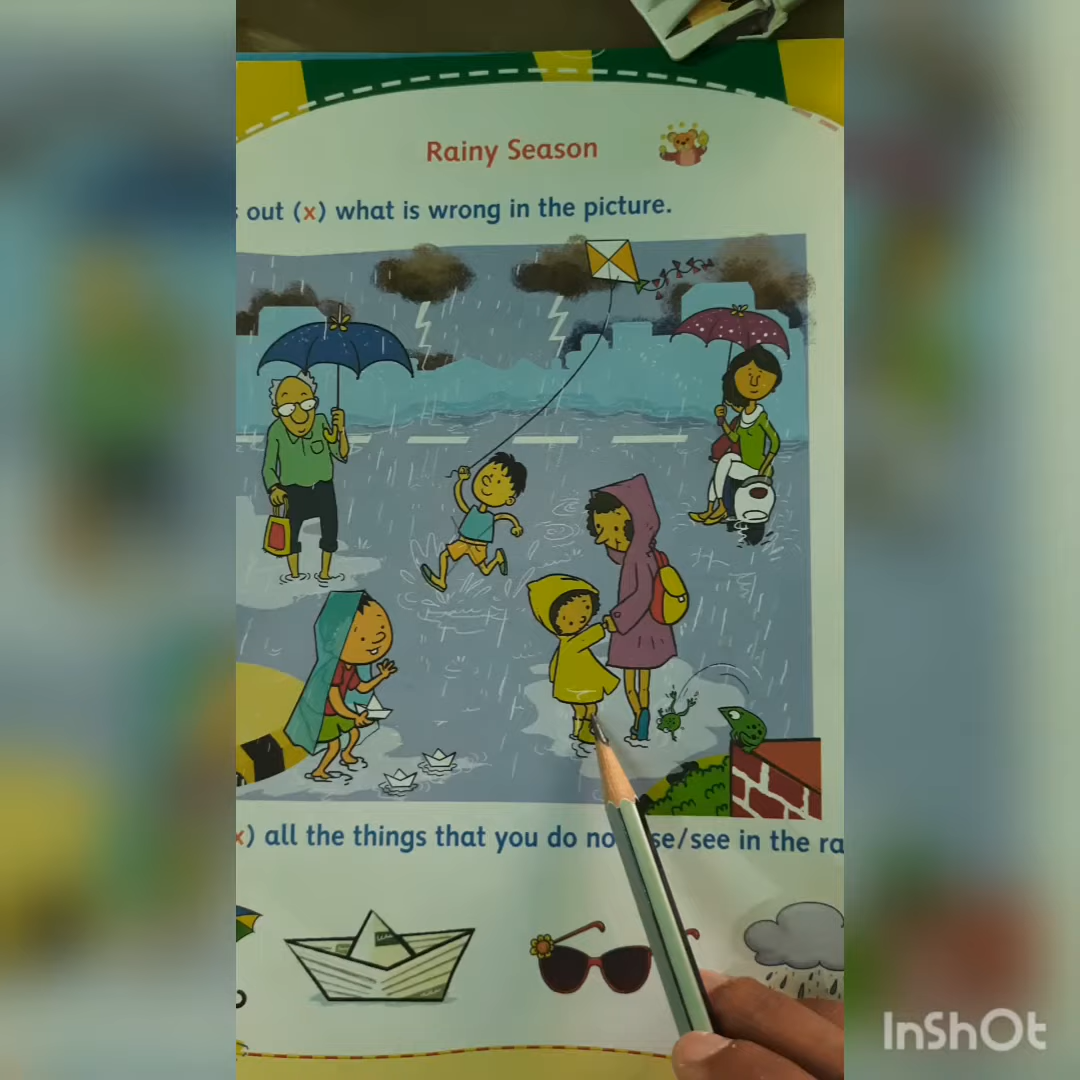 Rainy Season
out (x) what is wrong in the picture.
x) all the things that you do no se/see in the ra
InShOt